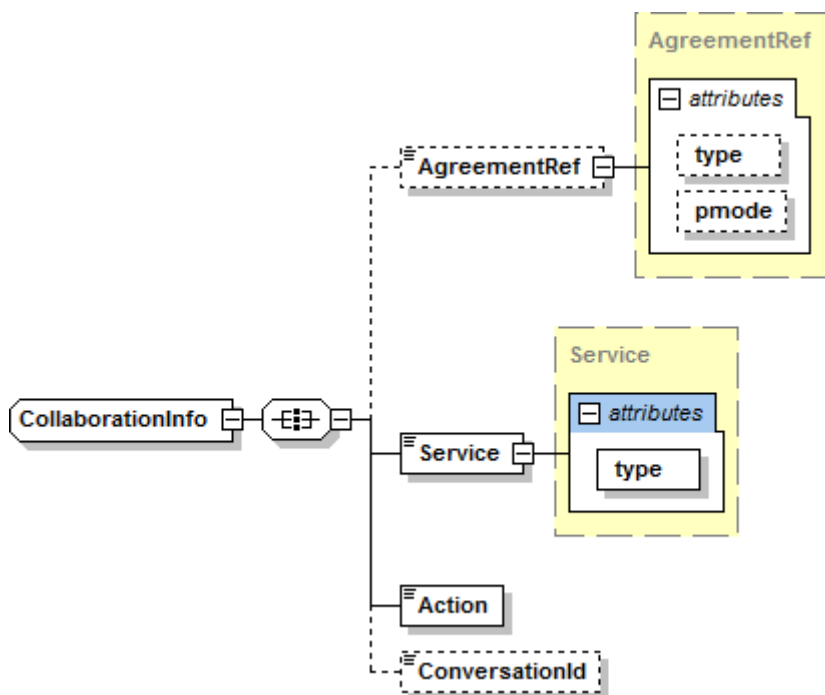 AgreementRef
attributes
AgreementRef
type
pmode
Service
CollaborationInfo
attributes
Service
type
Action
ConversationId